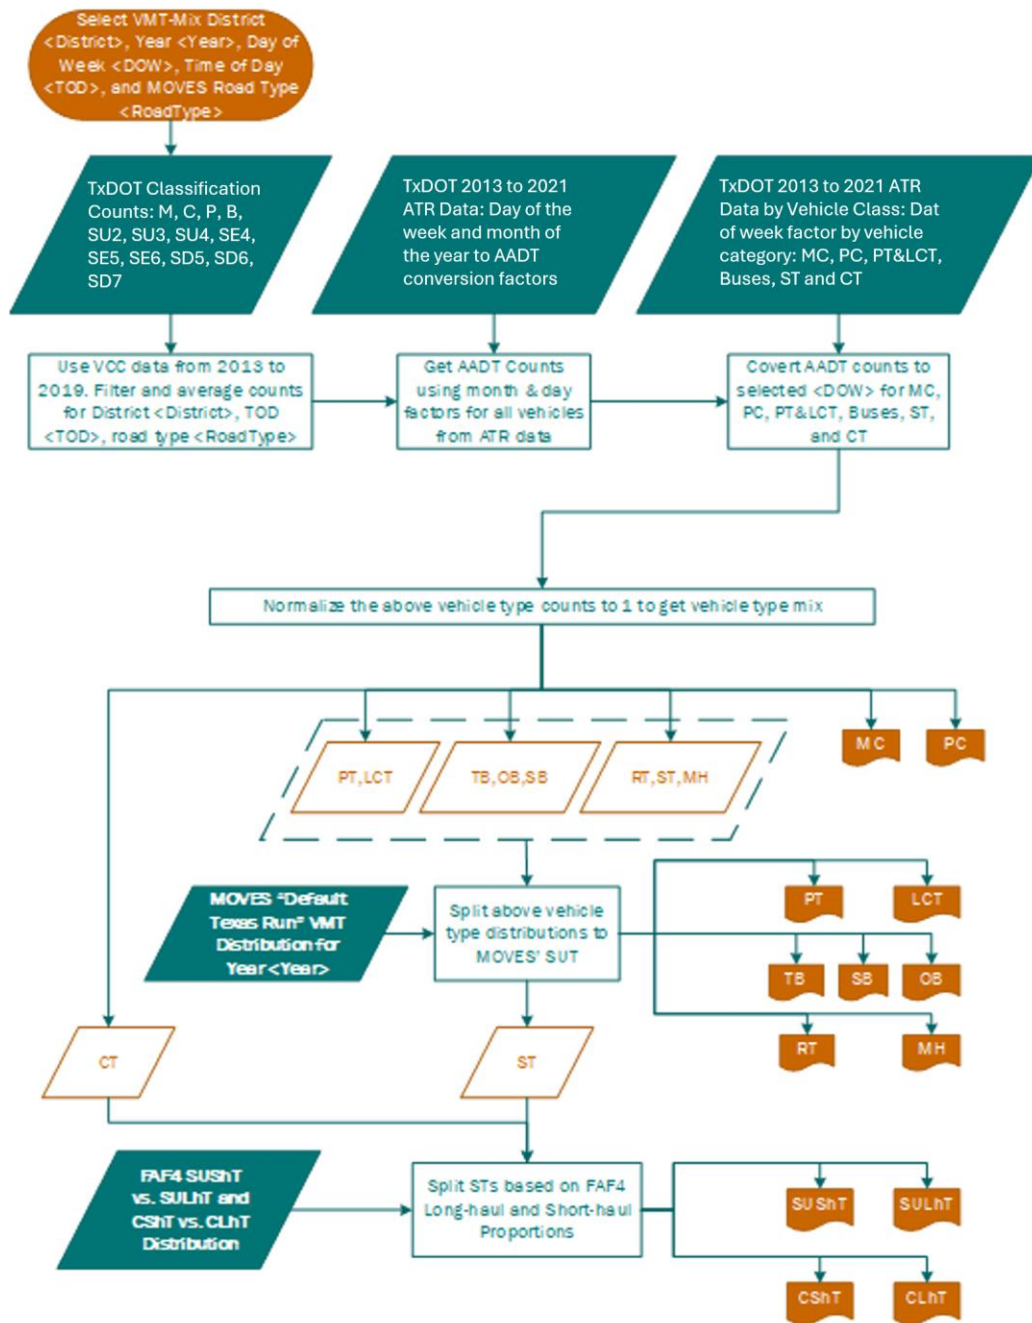 Select VMT-Mix District
<District>, Year <Year>, Day of
Week <DOW>, Time of Day
<TOD>, and MOVES Road Type
<RoadType>
TxDOT Classification
Counts: M, C, P, B,
SU2, SU3, SU4, SE4,
SE5, SE6, SD5, SD6,
SD7
TxDOT 2013 to 2021
ATR Data: Day of the
week and month of
the year to AADT
conversion factors
TxDOT 2013 to 2021 ATR
Data by Vehicle Class: Dat
of week factor by vehicle
category: MC, PC, PT&LCT,
Buses, ST and CT
Use VCC data from 2013 to
2019. Filter and average counts
for District <District>, TOD
<TOD>, road type <RoadType>
Get AADT Counts
using month & day
factors for all vehicles
from ATR data
Covert AADT counts to
selected <DOW> for MC,
PC, PT&LCT, Buses, ST,
and CT
Normalize the above vehicle type counts to 1 to get vehicle type mix
MC
PC
PT,LCT
TB,OB,SB
RT,ST,MH
MOVES "Default
Texas Run" VMT
Distribution for
Year <Year>
Split above vehicle
type distributions to
MOVES' SUT
PT
LCT
TB
SB
OB
RT
MH
CT
ST
FAF4 SUShT
vs. SULhT and
CShT vs. CLhT
Distribution
Split STs based on FAF4
Long-haul and Short-haul
Proportions
SUShT
SULhT
CShT
CLhT